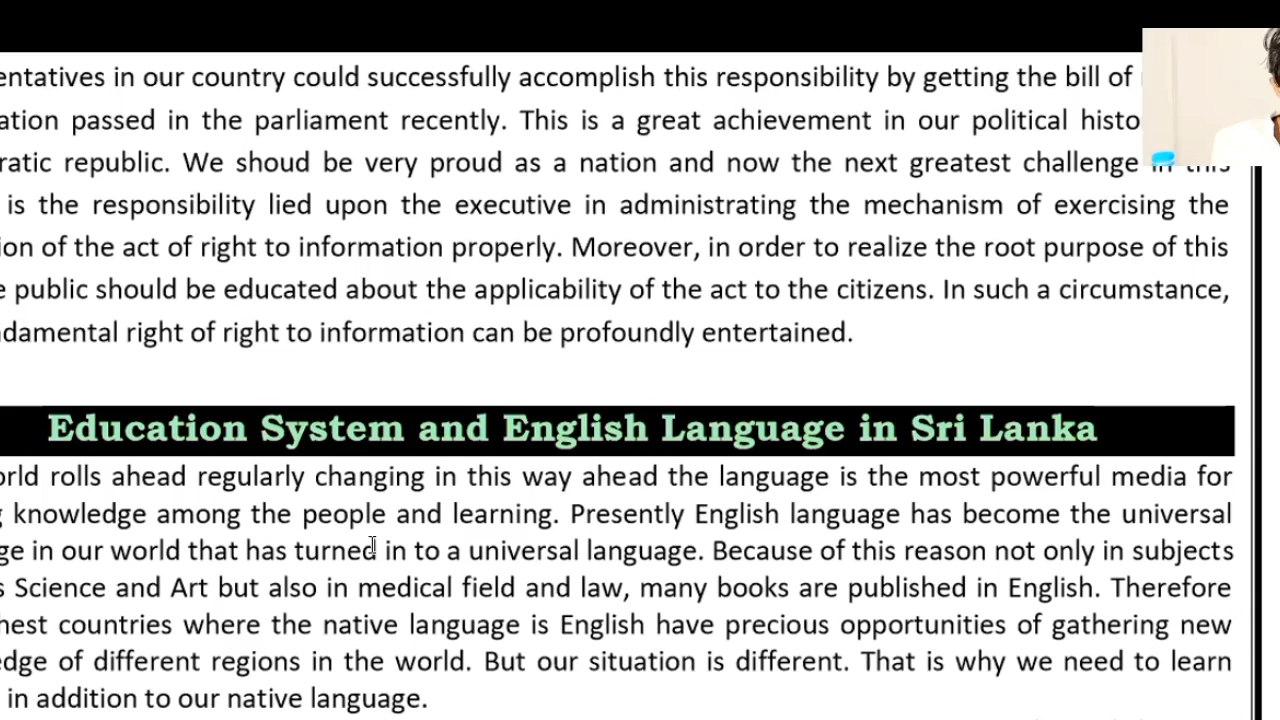 entatives in our country could successfully accomplish this responsibility by getting the bill of
ation passed in the parliament recently. This is a great achievement in our political histo
ratic republic. We shoud be very proud as a nation and now the next greatest challenge in this
is the responsibility lied upon the executive in administrating the mechanism of exercising the
ion of the act of right to information properly. Moreover, in order to realize the root purpose of this
e public should be educated about the applicability of the act to the citizens. In such a circumstance,
ndamental right of right to information can be profoundly entertained.
Education System and English Language in Sri Lanka
orld rolls ahead regularly changing in this way ahead the language is the most powerful media for
g knowledge among the people and learning. Presently English language has become the universal
ge in our world that has turned in to a universal language. Because of this reason not only in subjects
s Science and Art but also in medical field and law, many books are published in English. Therefore
hest countries where the native language is English have precious opportunities of gathering new
edge of different regions in the world. But our situation is different. That is why we need to learn
in addition to our native language.